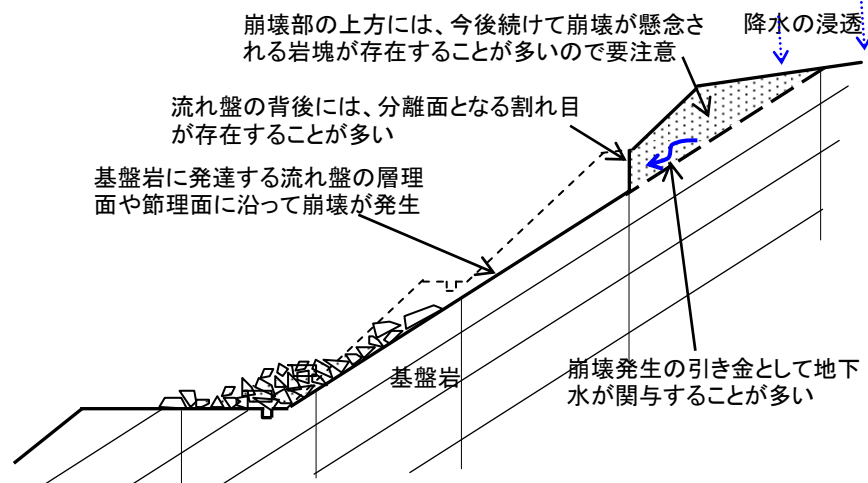 崩壊部の上方には、今後続けて崩壊が懸念さ
れる岩塊が存在することが多いので要注意
降水の浸透
流れ盤の背後には、分離面となる割れ目
が存在することが多い
基盤岩に発達する流れ盤の層理
面や節理面に沿って崩壊が発生
基盤岩
崩壊発生の引き金として地下
水が関与することが多い